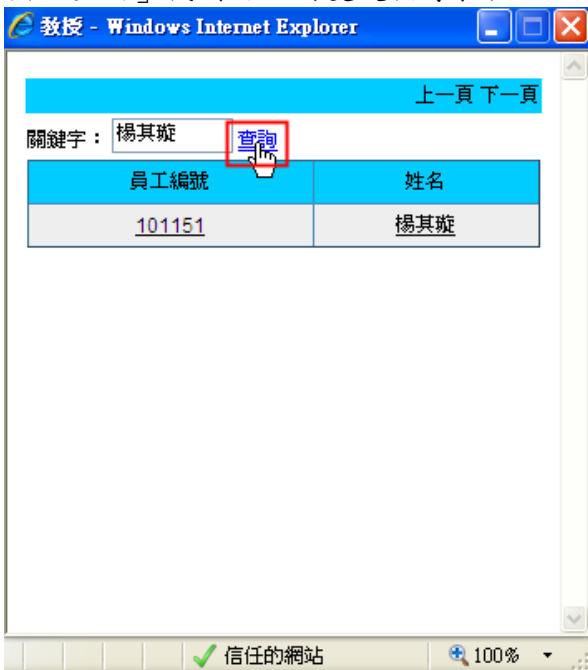 教授 - Windows Internet Explorer
上一頁 下一頁
關鍵字： 楊其璇 查詢
員工編號 姓名
101151 楊其璇
信任的網站 100%